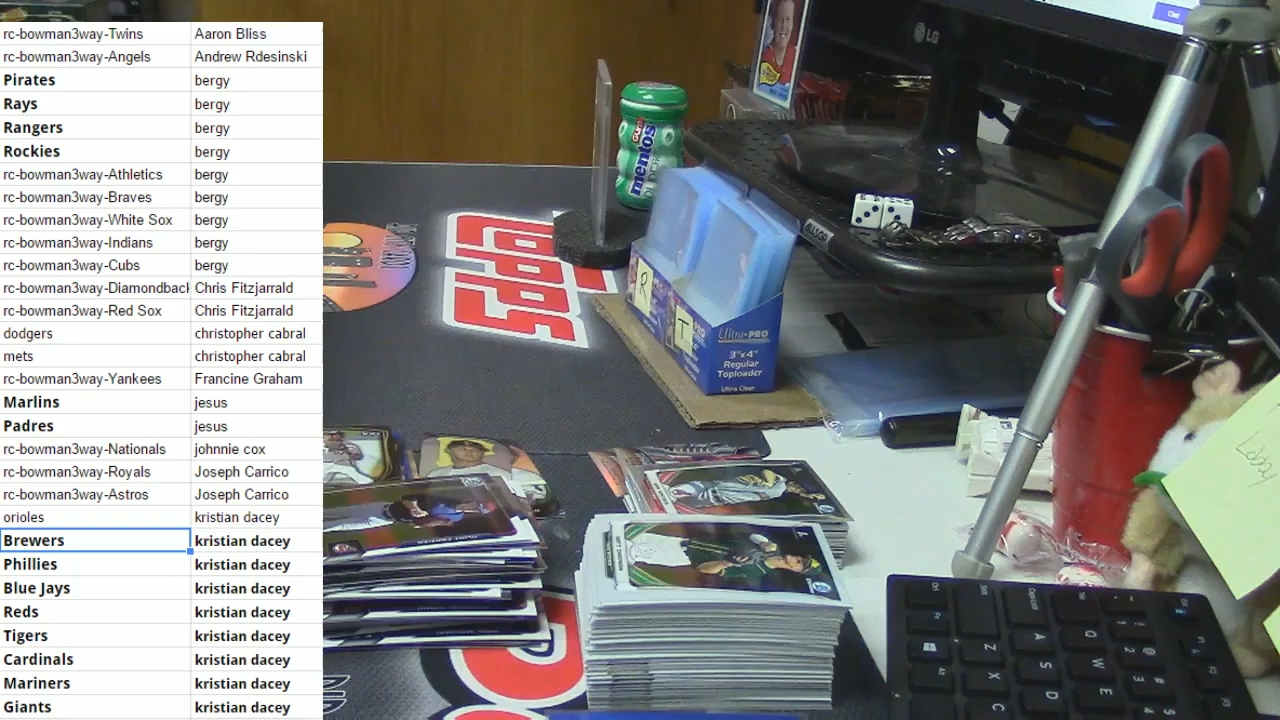 rc-bowman3way-Twins Aaron Bliss
rc-bowman3way-Angels Andrew Rdesinski
Pirates bergy
Rays bergy
Rangers bergy
Rockies bergy
rc-bowman3way-Athletics bergy
rc-bowman3way-Braves bergy
rc-bowman3way-White Sox bergy
rc-bowman3way-Indians bergy
rc-bowman3way-Cubs bergy
rc-bowman3way-Diamondback Chris Fitzjarrald
rc-bowman3way-Red Sox Chris Fitzjarrald
dodgers christopher cabral
mets christopher cabral
rc-bowman3way-Yankees Francine Graham
Marlins jesus
Padres jesus
rc-bowman3way-Nationals johnnie cox
rc-bowman3way-Royals Joseph Carrico
rc-bowman3way-Astros Joseph Carrico
orioles kristian dacey
Brewers kristian dacey
Phillies kristian dacey
Blue Jays kristian dacey
Reds kristian dacey
Tigers kristian dacey
Cardinals kristian dacey
Mariners kristian dacey
Giants kristian dacey
LG
mentos
GUM
ALLSOP
topps
R
T
Ultra-PRO
3"x4"
Regular
Toploader
Ultra Clear
Lobby
Z X C
A S D
Q W E